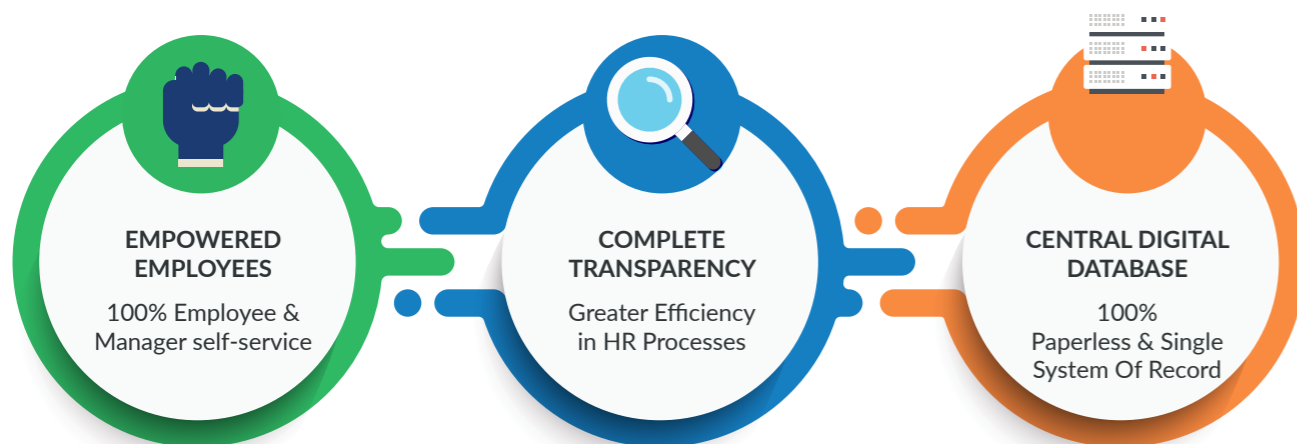 EMPOWERED
EMPLOYEES
100% Employee &
Manager self-service
COMPLETE
TRANSPARENCY
Greater Efficiency
in HR Processes
CENTRAL DIGITAL
DATABASE
100%
Paperless & Single
System Of Record